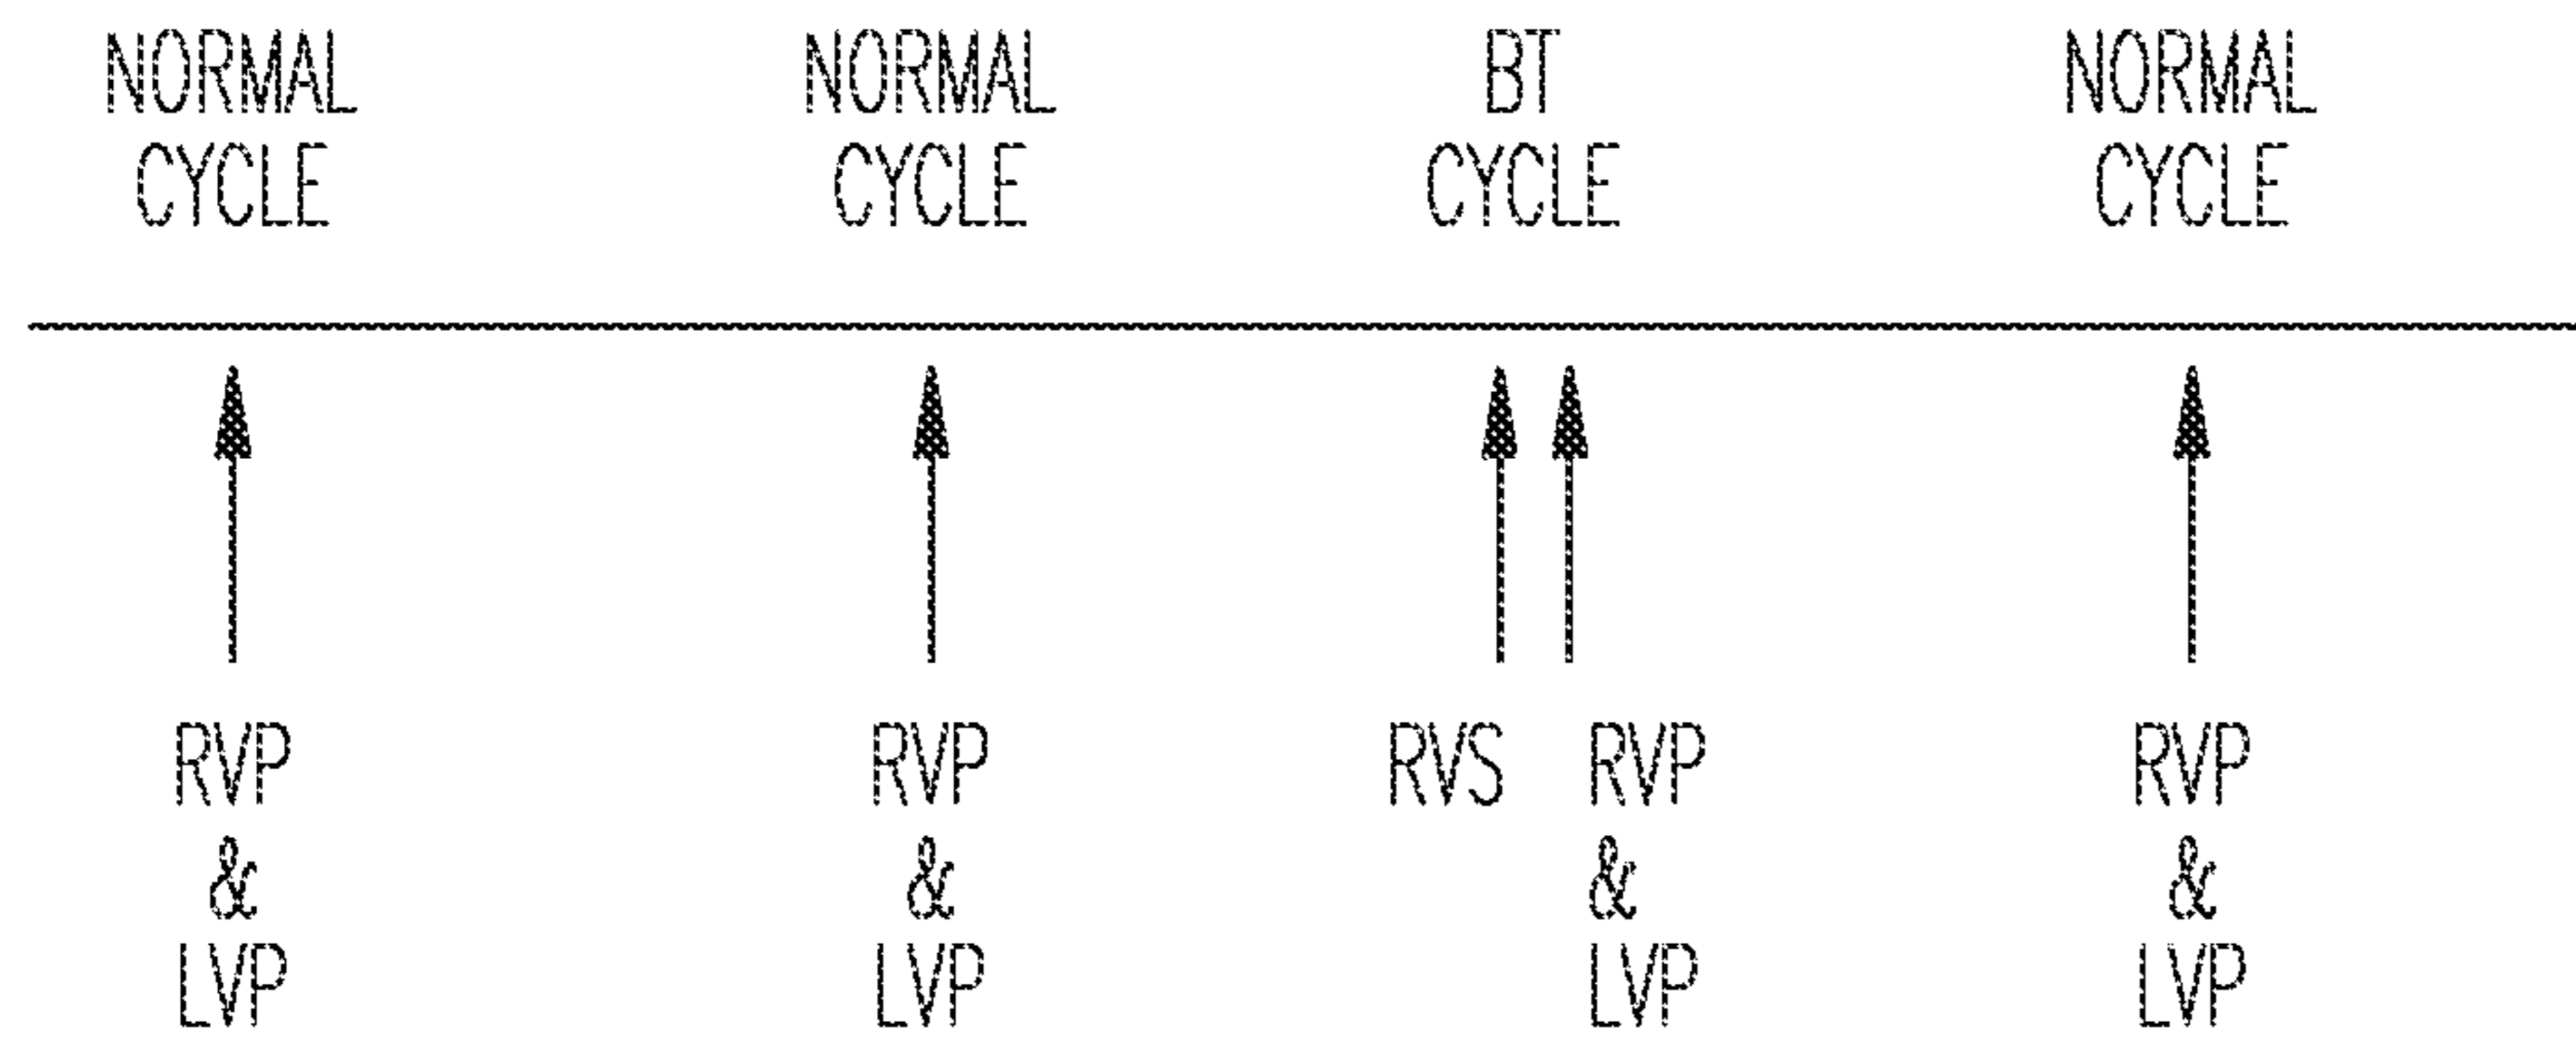 NORMAL NORMAL BT NORMAL
CYCLE CYCLE CYCLE CYCLE
RVP RVP RVS RVP RVP
& & & &
LVP LVP LVP LVP